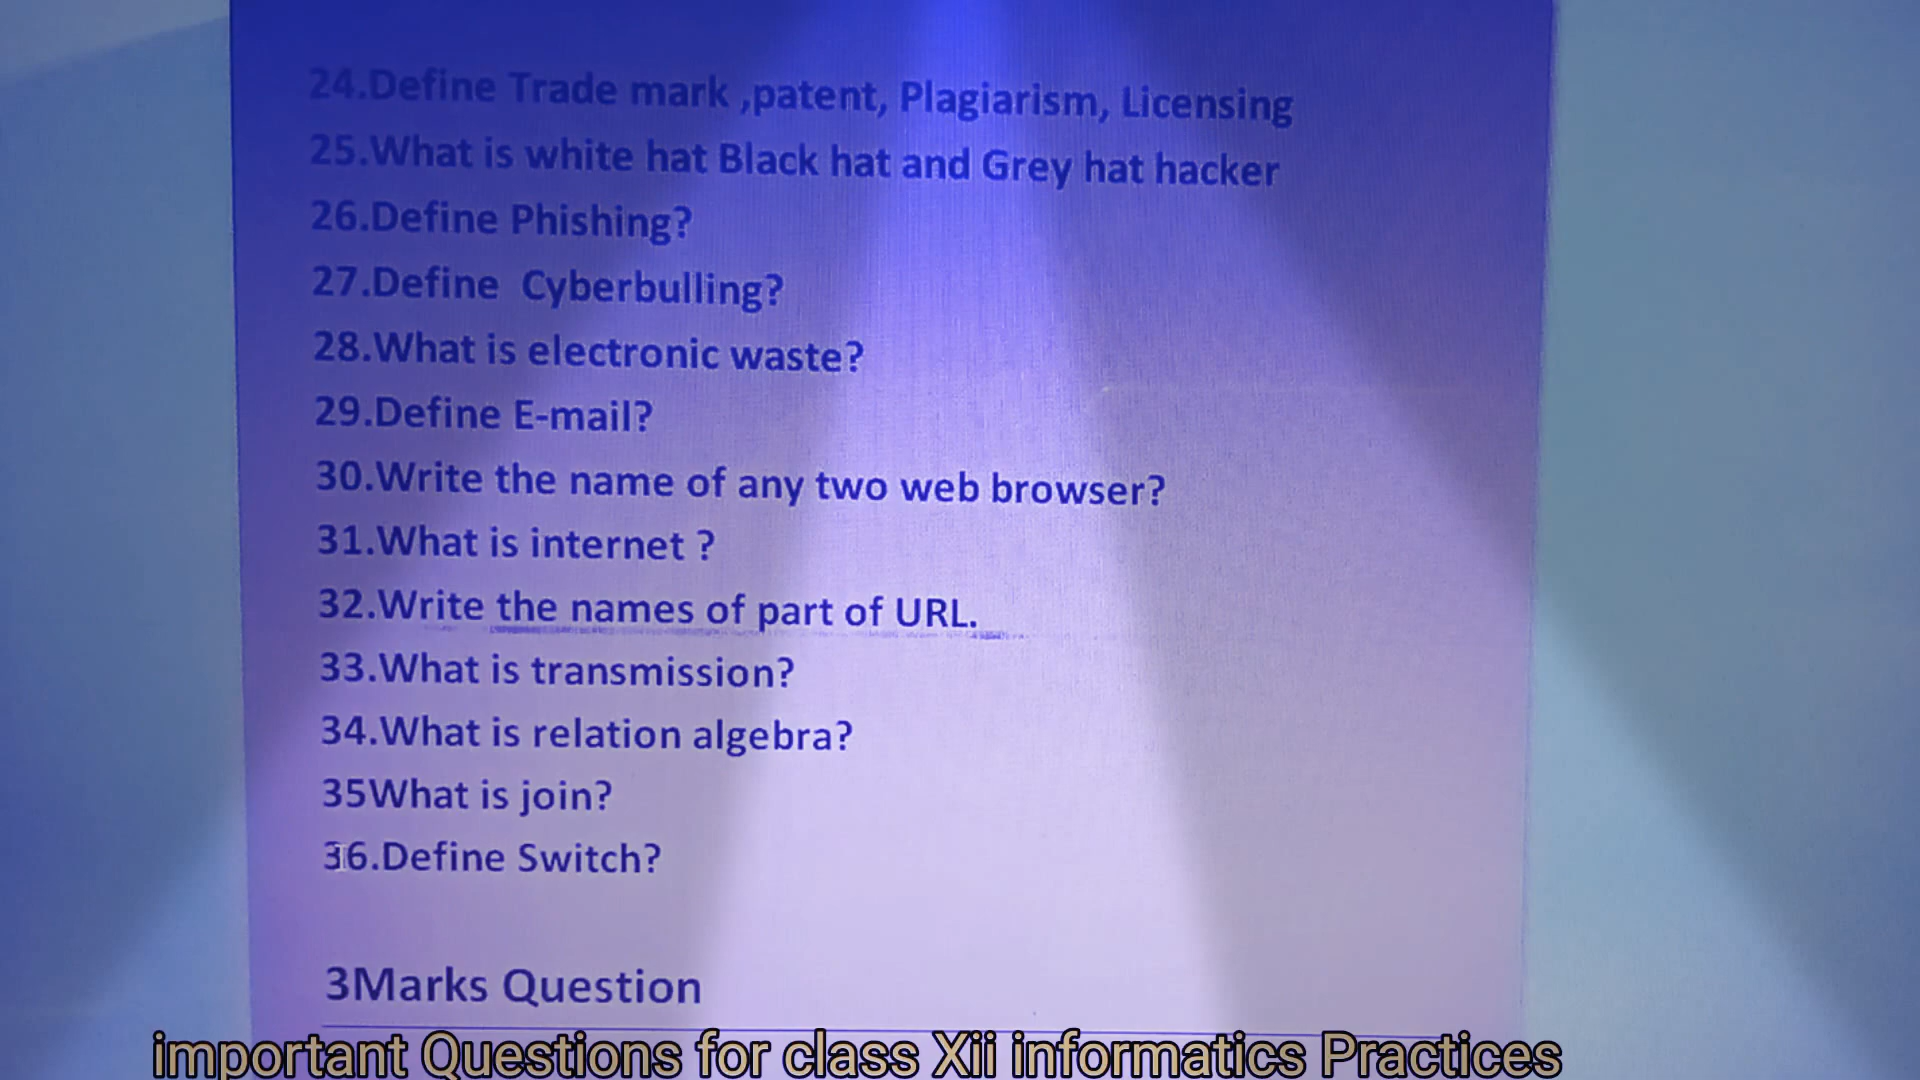 24.Define Trade mark ,patent, Plagiarism, Licensing
25.What is white hat Black hat and Grey hat hacker
26.Define Phishing?
27.Define Cyberbulling?
28.What is electronic waste?
29.Define E-mail?
30.Write the name of any two web browser?
31.What is internet ?
32.Write the names of part of URL.
33.What is transmission?
34.What is relation algebra?
35What is join?
36.Define Switch?
3Marks Question
important Questions for class Xii informatics Practices